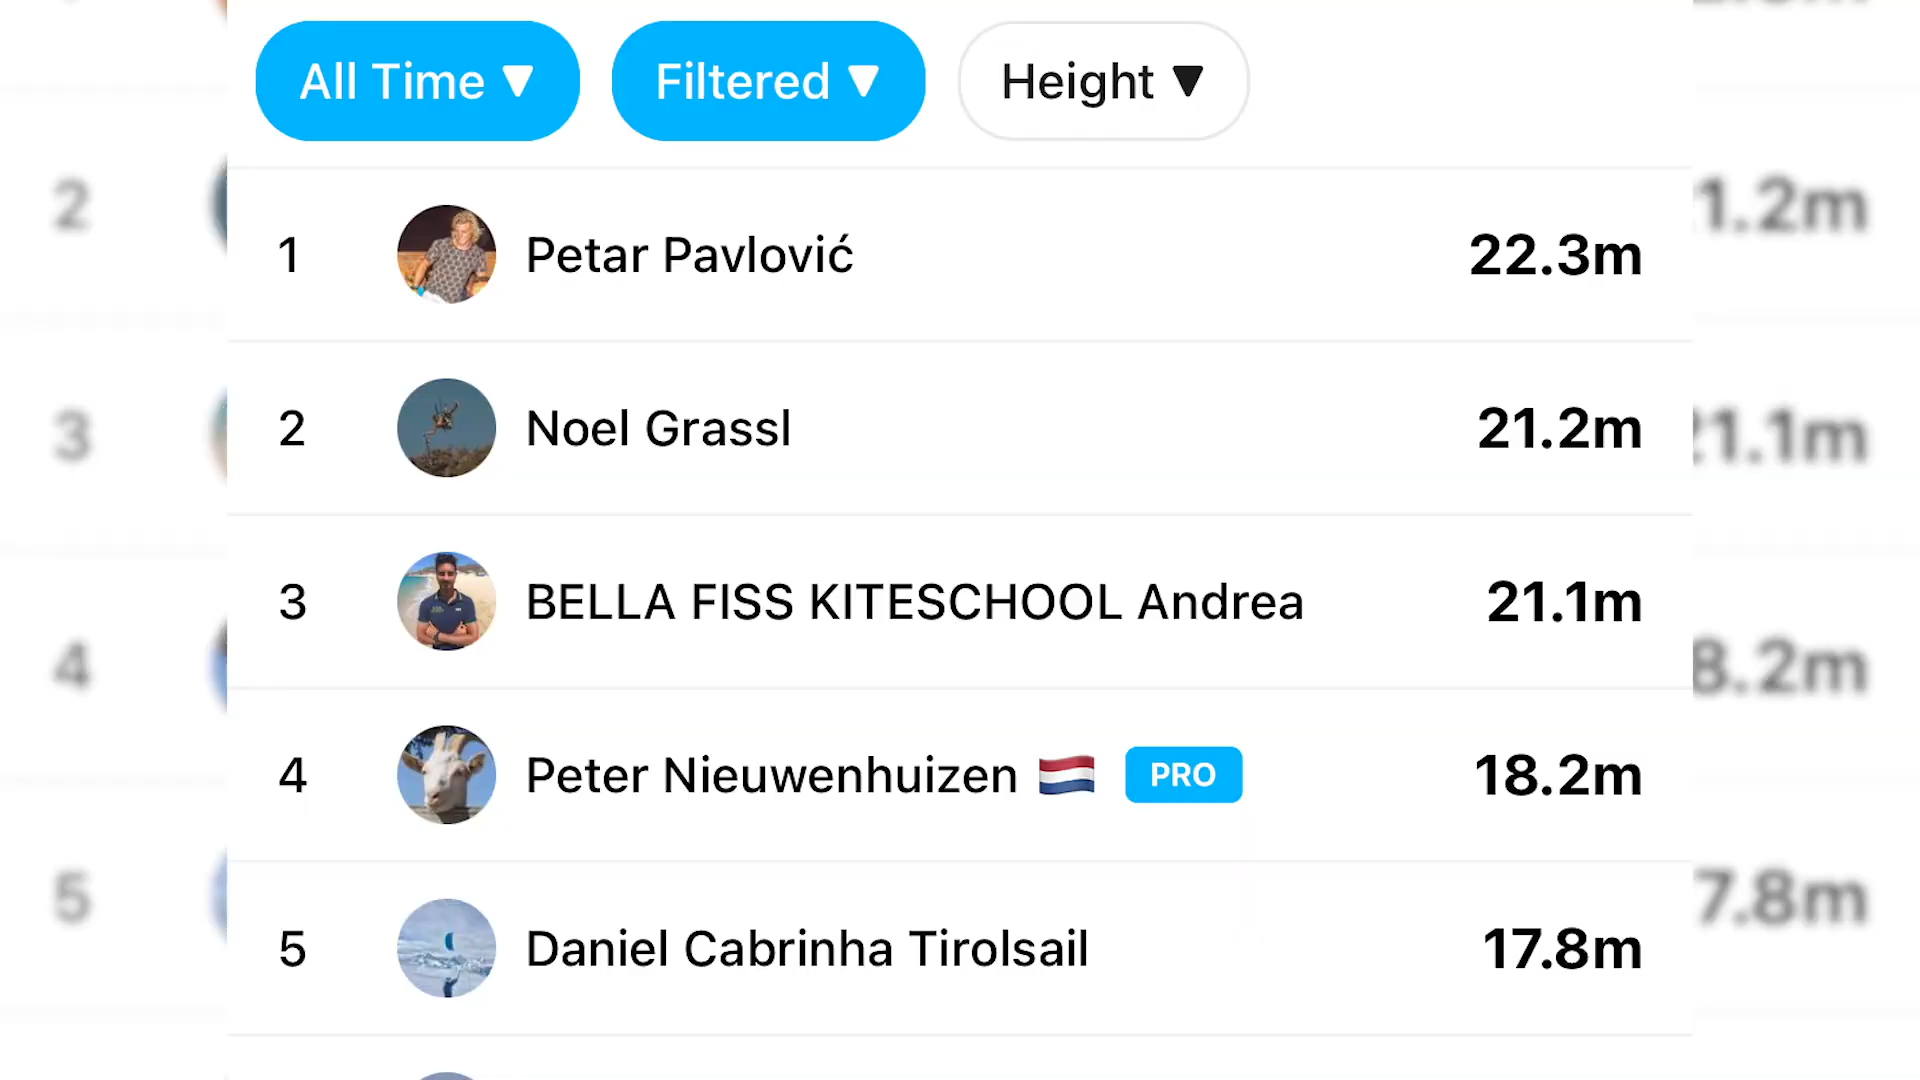 All Time ▼ Filtered ▼ Height ▼
1 Petar Pavlović 22.3m
2 Noel Grassl 21.2m
3 BELLA FISS KITESCHOOL Andrea 21.1m
4 Peter Nieuwenhuizen 🇳🇱 PRO 18.2m
5 Daniel Cabrinha Tirolsail 17.8m